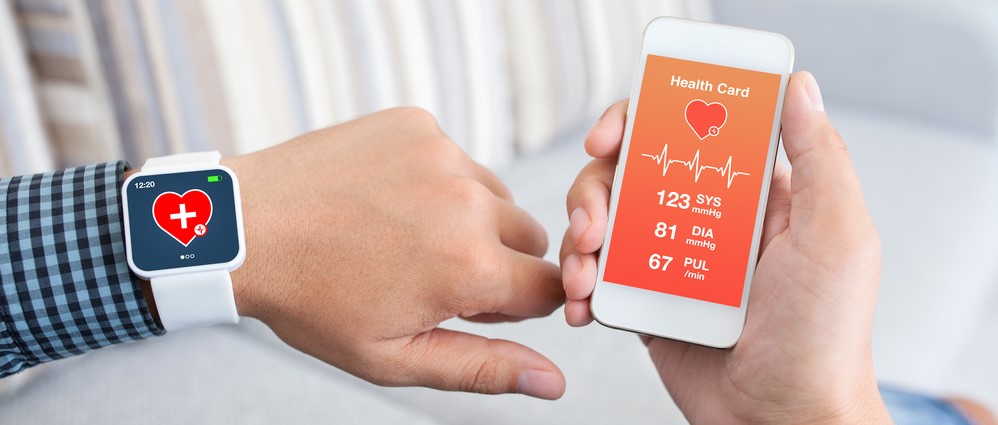 12:20
Health Card
123 SYS mmHg
81 DIA mmHg
67 PUL /min